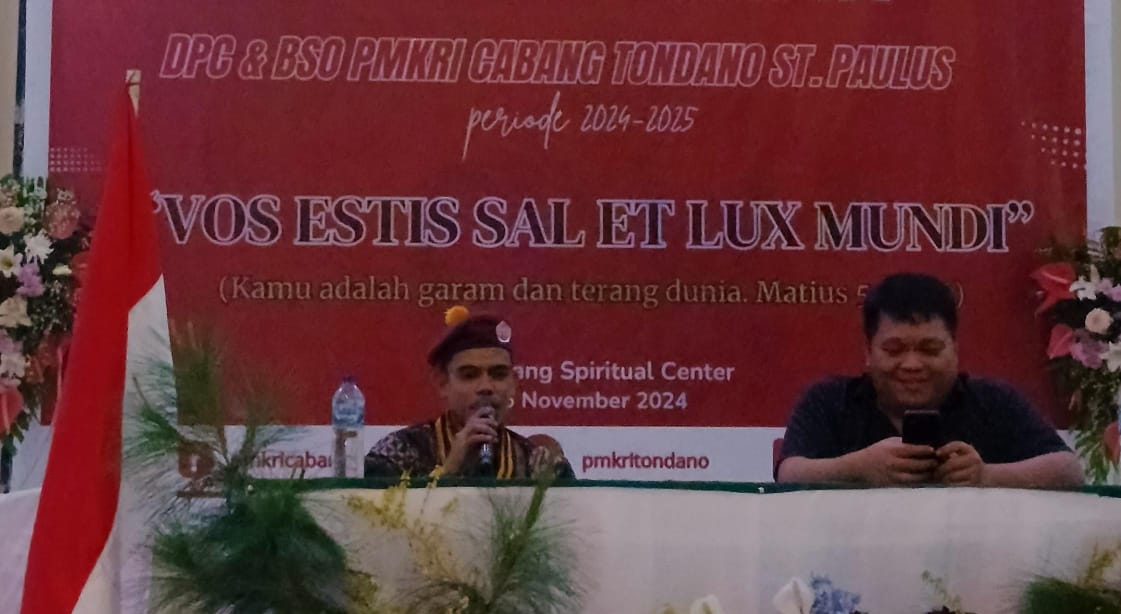 DPC & BSO PMKRI CABANG TONDANO ST. PAULUS
periode 2024-2025
"VOS ESTIS SAL ET LUX MUNDI"
(Kamu adalah garam dan terang dunia. Matius
Spiritual Center
November 2024
pmkritondano